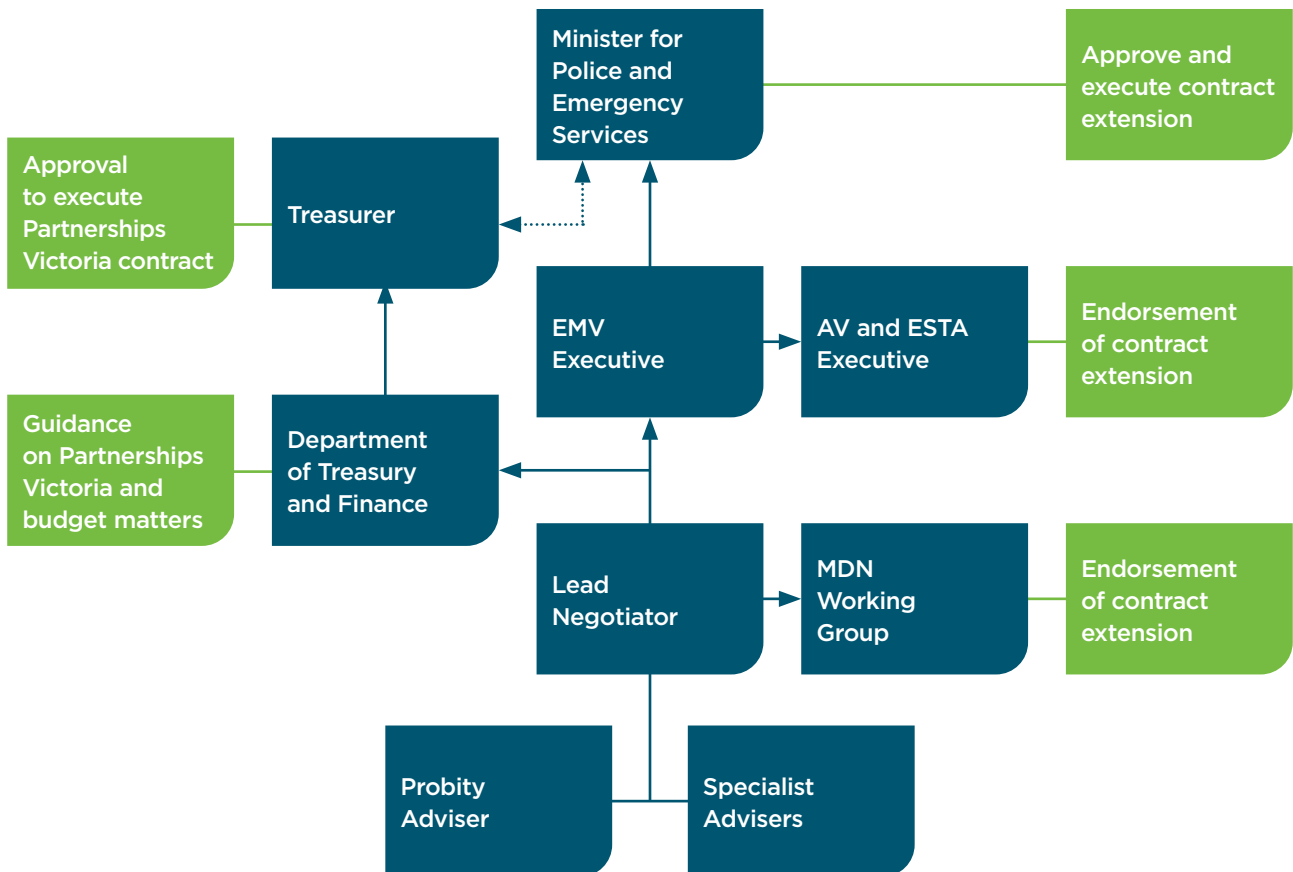 Minister for
Police and
Emergency
Services
Approve and
execute contract
extension
Approval
to execute
Partnerships
Victoria contract
Treasurer
EMV
Executive
AV and ESTA
Executive
Endorsement
of contract
extension
Guidance
on Partnerships
Victoria and
budget matters
Department
of Treasury
and Finance
Lead
Negotiator
MDN
Working
Group
Endorsement
of contract
extension
Probity
Adviser
Specialist
Advisers